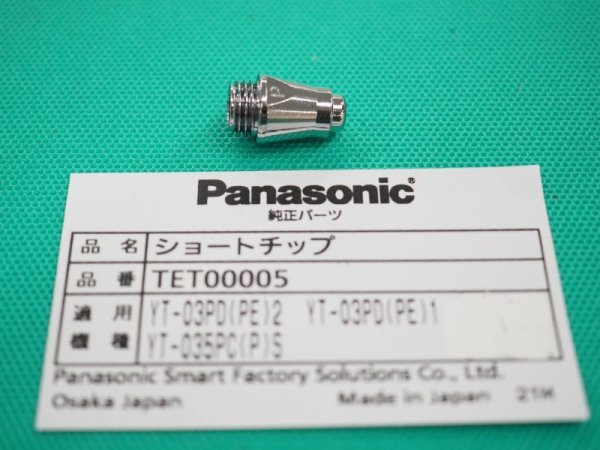 P
Panasonic®
純正パーツ
品名 ショートチップ
品番 TET00005
適用 YT-03PD(PE)2 YT-03PD(PE)1
機種 YT-035PC(P)S
Panasonic Smart Factory Solutions Co., Ltd.
Osaka Japan Made in Japan 21H